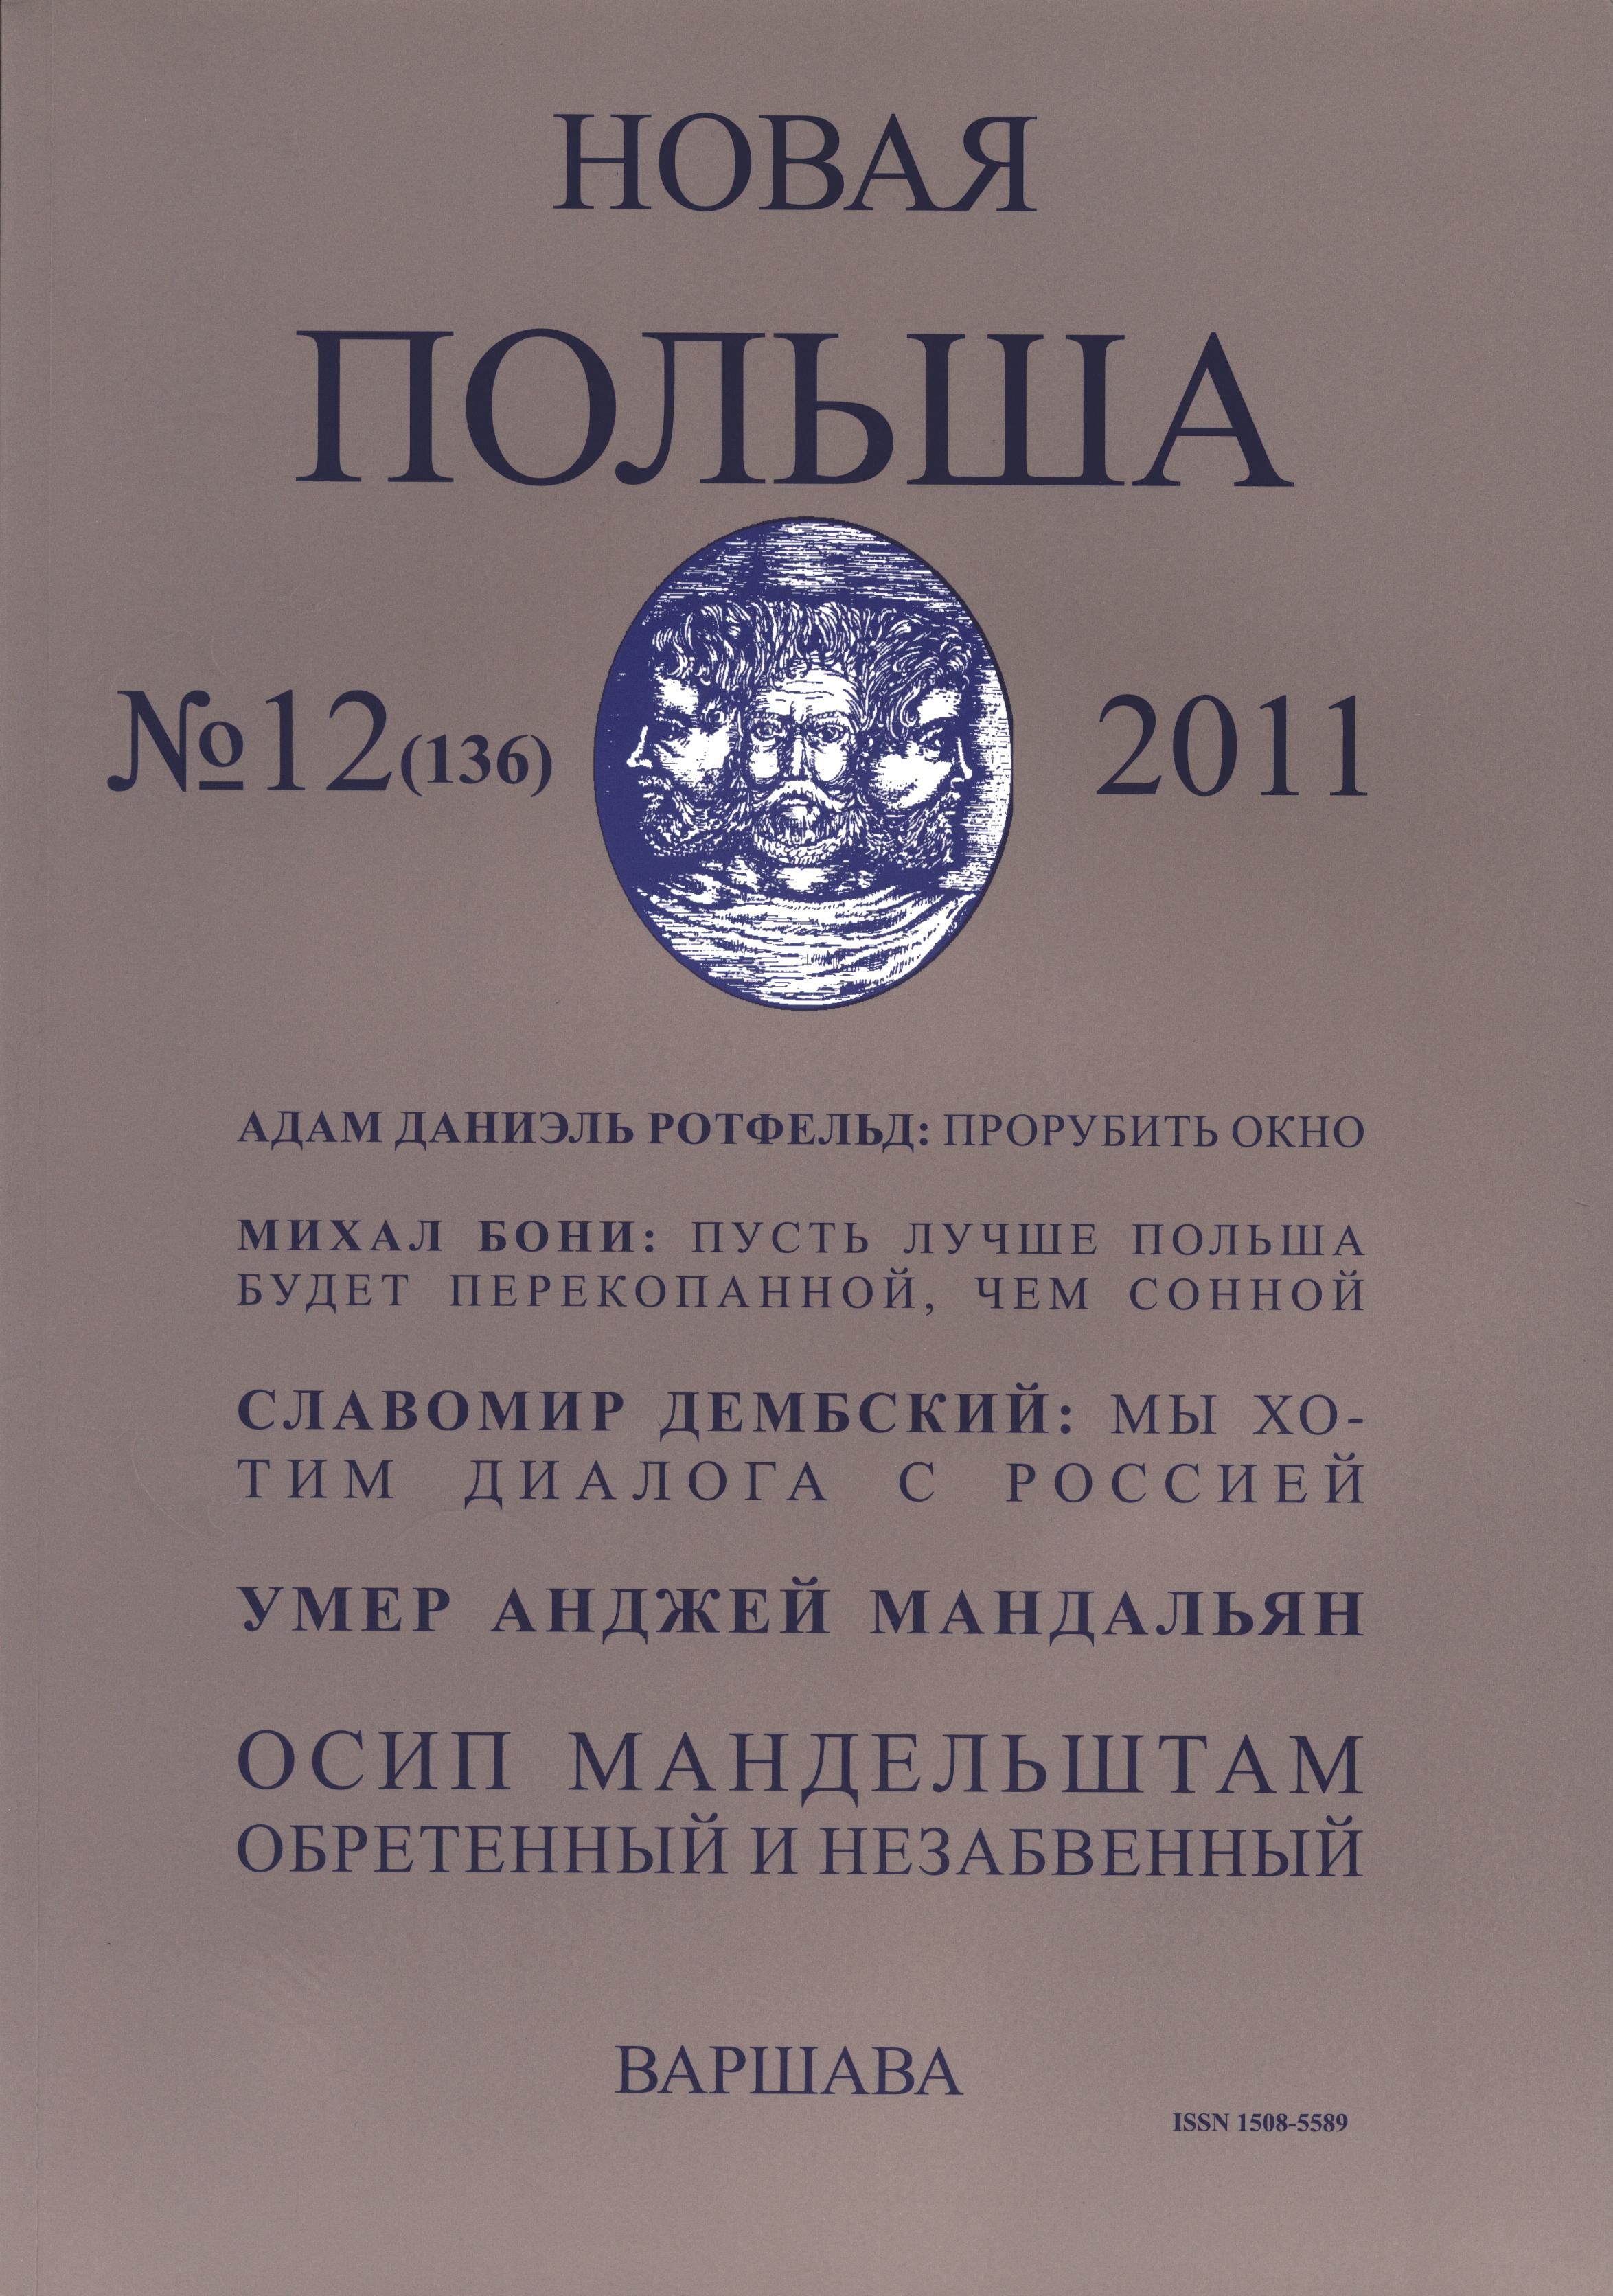 НОВАЯ
ПОЛЬША
№12(136)
2011
АДАМ ДАНИЭЛЬ РОТФЕЛЬД: ПРОРУБИТЬ ОКНО
МИХАЛ БОНИ: ПУСТЬ ЛУЧШЕ ПОЛЬША
БУДЕТ ПЕРЕКОПАННОЙ, ЧЕМ СОННОЙ
СЛАВОМИР ДЕМБСКИЙ: МЫ ХО-
ТИМ ДИАЛОГА С РОССИЕЙ
УМЕР АНДЖЕЙ МАНДАЛЬЯН
ОСИП МАНДЕЛЬШТАМ
ОБРЕТЕННЫЙ И НЕЗАБВЕННЫЙ
ВАРШАВА
ISSN 1508-5589